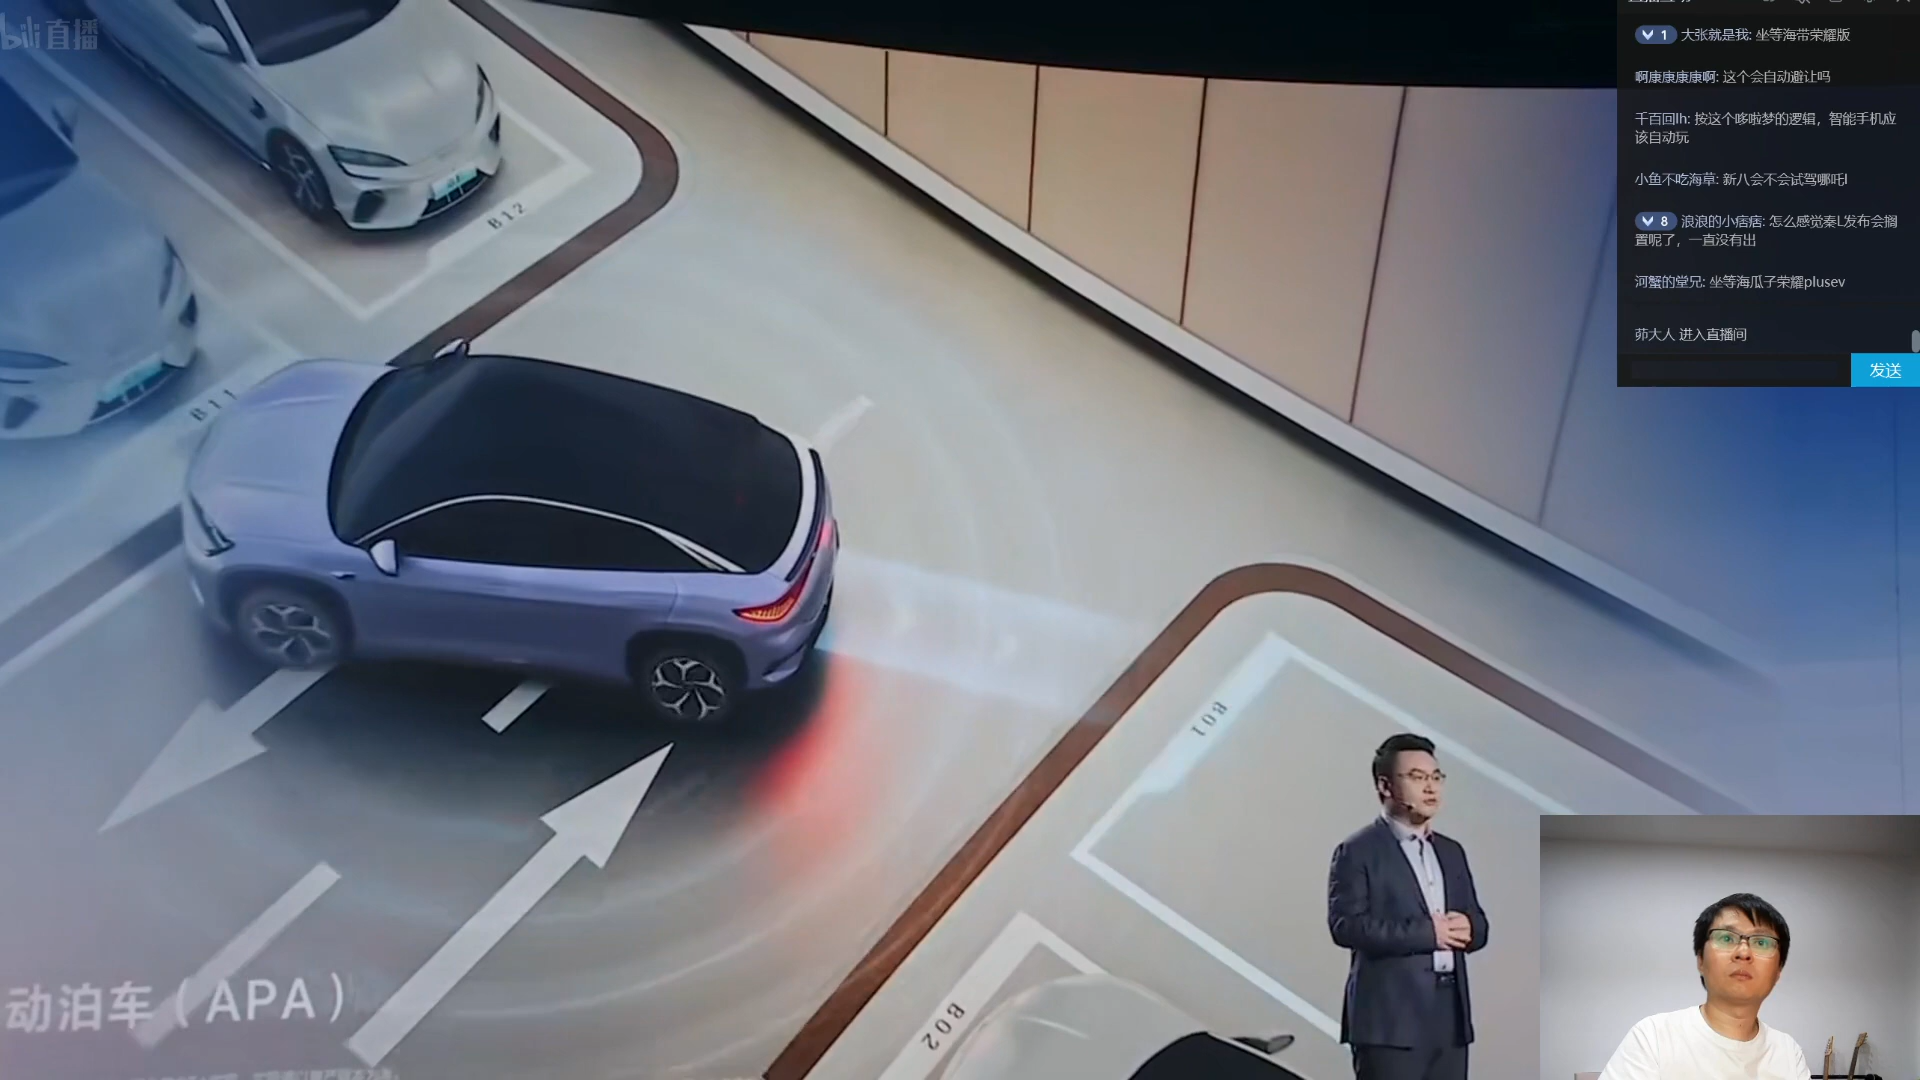 bilibili直播
1 大张就是我: 坐等海带荣耀版
啊康康康康啊: 这个会自动避让吗
千百回lh: 按这个哆啦梦的逻辑，智能手机应
该自动玩
小鱼不吃海草: 新八会不会试驾哪吒l
8 浪浪的小痞痞: 怎么感觉秦L发布会搁
置呢了，一直没有出
河蟹的堂兄: 坐等海瓜子荣耀plusev
茆大人 进入直播间
发送
B12
B11
B01
B02
动泊车（APA）